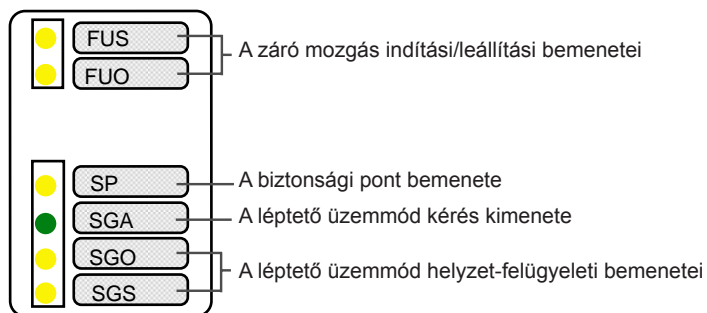 FUS
FUO
A záró mozgás indítási/leállítási bemenetei
SP
A biztonsági pont bemenete
SGA
A léptető üzemmód kérés kimenete
SGO
SGS
A léptető üzemmód helyzet-felügyeleti bemenetei